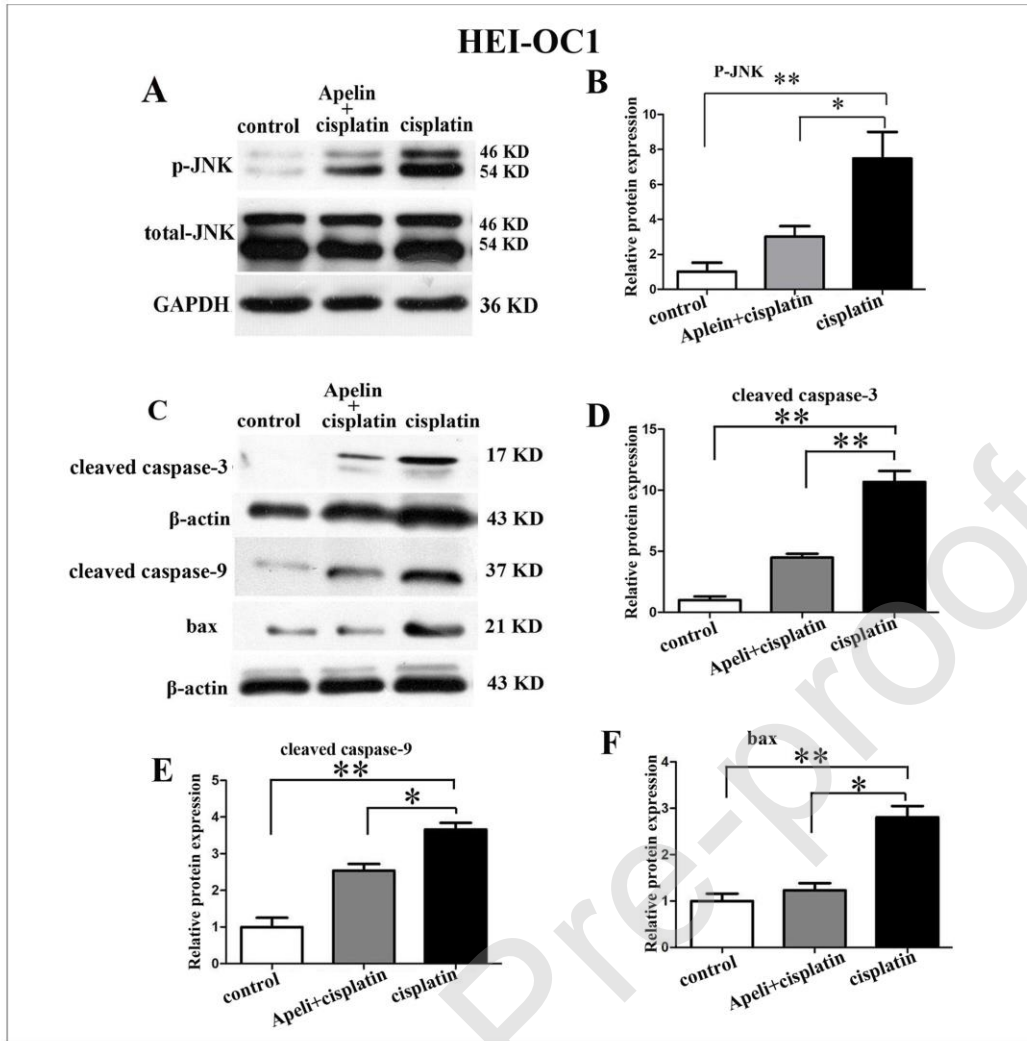 HEI-OC1
A
Apelin
+
control cisplatin cisplatin
p-JNK
46 KD
54 KD
total-JNK
46 KD
54 KD
GAPDH
36 KD
B
P-JNK
**
*
Relative protein expression
10
8
6
4
2
0
control
Aplein+cisplatin
cisplatin
C
Apelin
+
control cisplatin cisplatin
cleaved caspase-3
17 KD
β-actin
43 KD
cleaved caspase-9
37 KD
bax
21 KD
β-actin
43 KD
D
cleaved caspase-3
**
**
Relative protein expression
15
10
5
0
control
Apeli+cisplatin
cisplatin
E
cleaved caspase-9
**
*
Relative protein expression
5
4
3
2
1
0
control
Apeli+cisplatin
cisplatin
F
bax
**
*
Relative protein expression
4
3
2
1
0
control
Apeli+cisplatin
cisplatin
Pre-proof